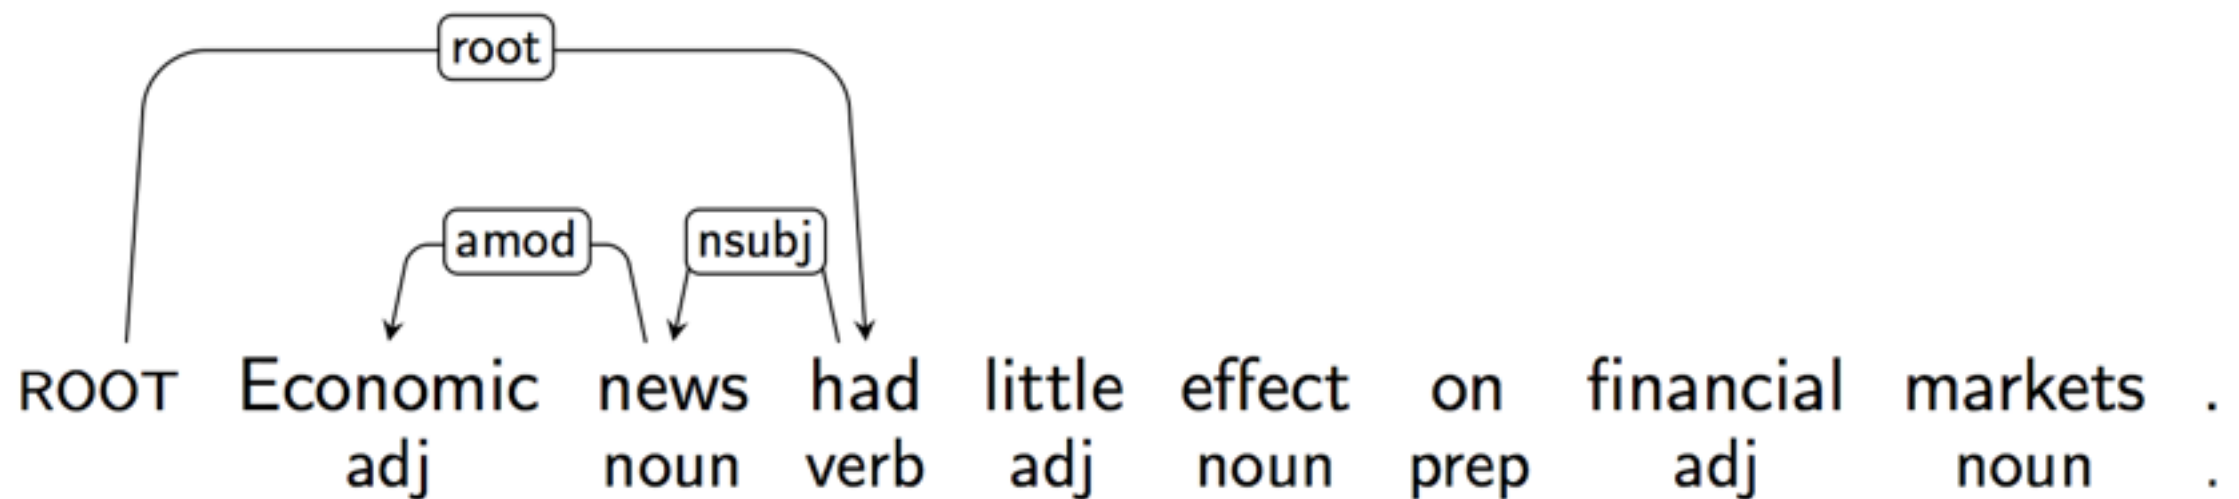 root
amod nsubj
ROOT Economic news had little effect on financial markets .
adj noun verb adj noun prep adj noun .